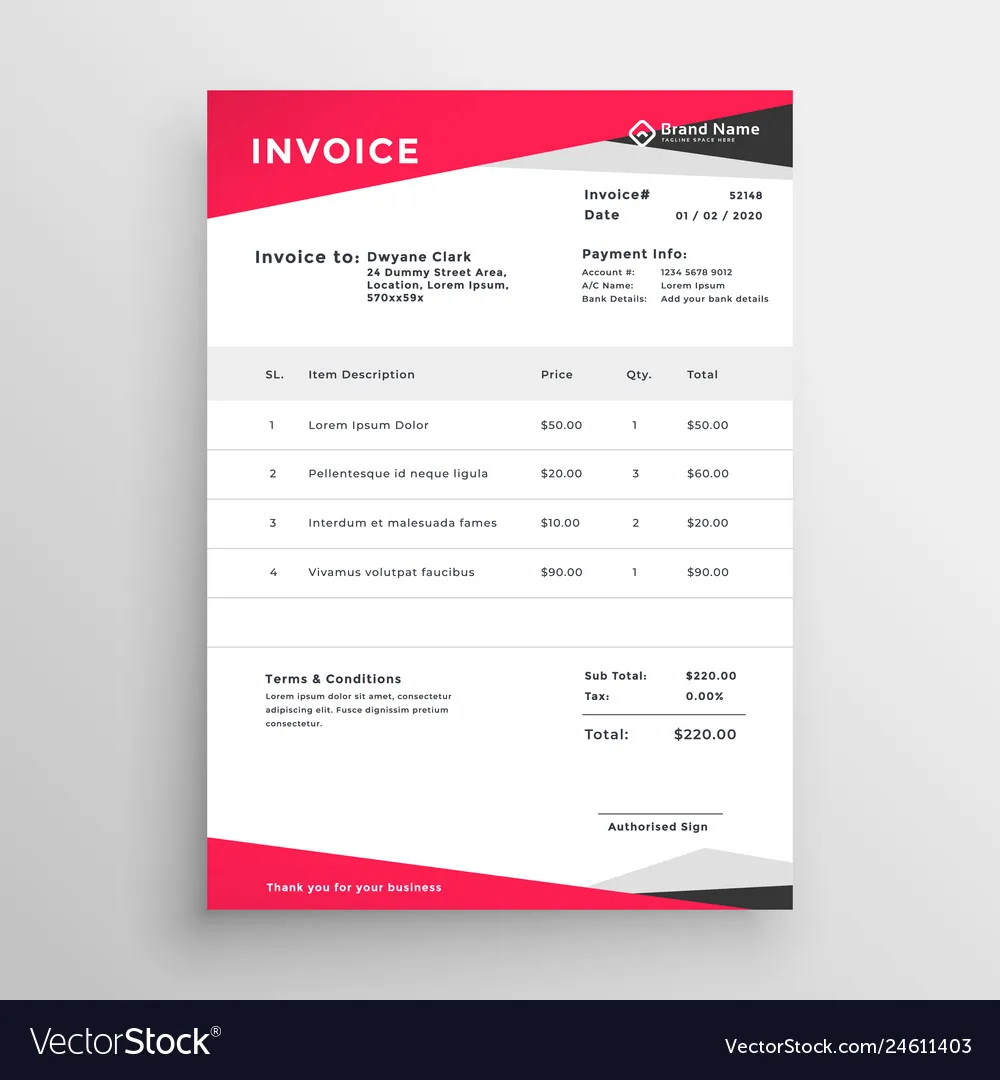 INVOICE
Brand Name
TAGLINE SPACE HERE
Invoice# 52148
Date 01 / 02 / 2020
Invoice to: Dwyane Clark
24 Dummy Street Area,
Location, Lorem Ipsum,
570xx59x
Payment Info:
Account #: 1234 5678 9012
A/C Name: Lorem Ipsum
Bank Details: Add your bank details
SL. Item Description Price Qty. Total
1 Lorem Ipsum Dolor $50.00 1 $50.00
2 Pellentesque id neque ligula $20.00 3 $60.00
3 Interdum et malesuada fames $10.00 2 $20.00
4 Vivamus volutpat faucibus $90.00 1 $90.00
Terms & Conditions
Lorem ipsum dolor sit amet, consectetur
adipiscing elit. Fusce dignissim pretium
consectetur.
Sub Total: $220.00
Tax: 0.00%
Total: $220.00
Authorised Sign
Thank you for your business
VectorStock®
VectorStock.com/24611403